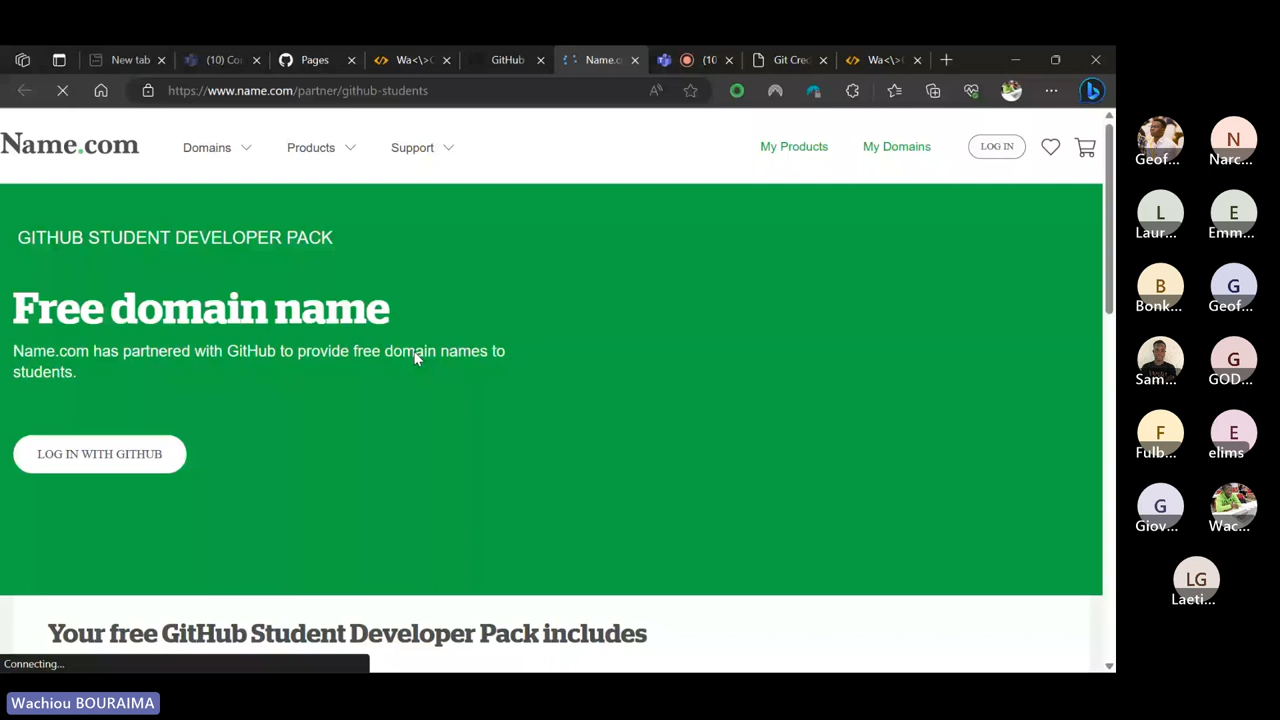 New tab
(10) Co
Pages
Wa<\>(
GitHub
Name.c
(10
Git Crec
Wa<\>(
https://www.name.com/partner/github-students
Name.com
Domains
Products
Support
My Products
My Domains
LOG IN
GITHUB STUDENT DEVELOPER PACK
Free domain name
Name.com has partnered with GitHub to provide free domain names to
students.
LOG IN WITH GITHUB
Your free GitHub Student Developer Pack includes
Connecting...
Geof...
N
Narc...
L
Laur...
E
Emm...
B
Bonk...
G
Geof...
Sam...
G
GOD...
F
Fulb...
E
elims
G
Giov...
Wac...
LG
Laeti...
Wachiou BOURAIMA